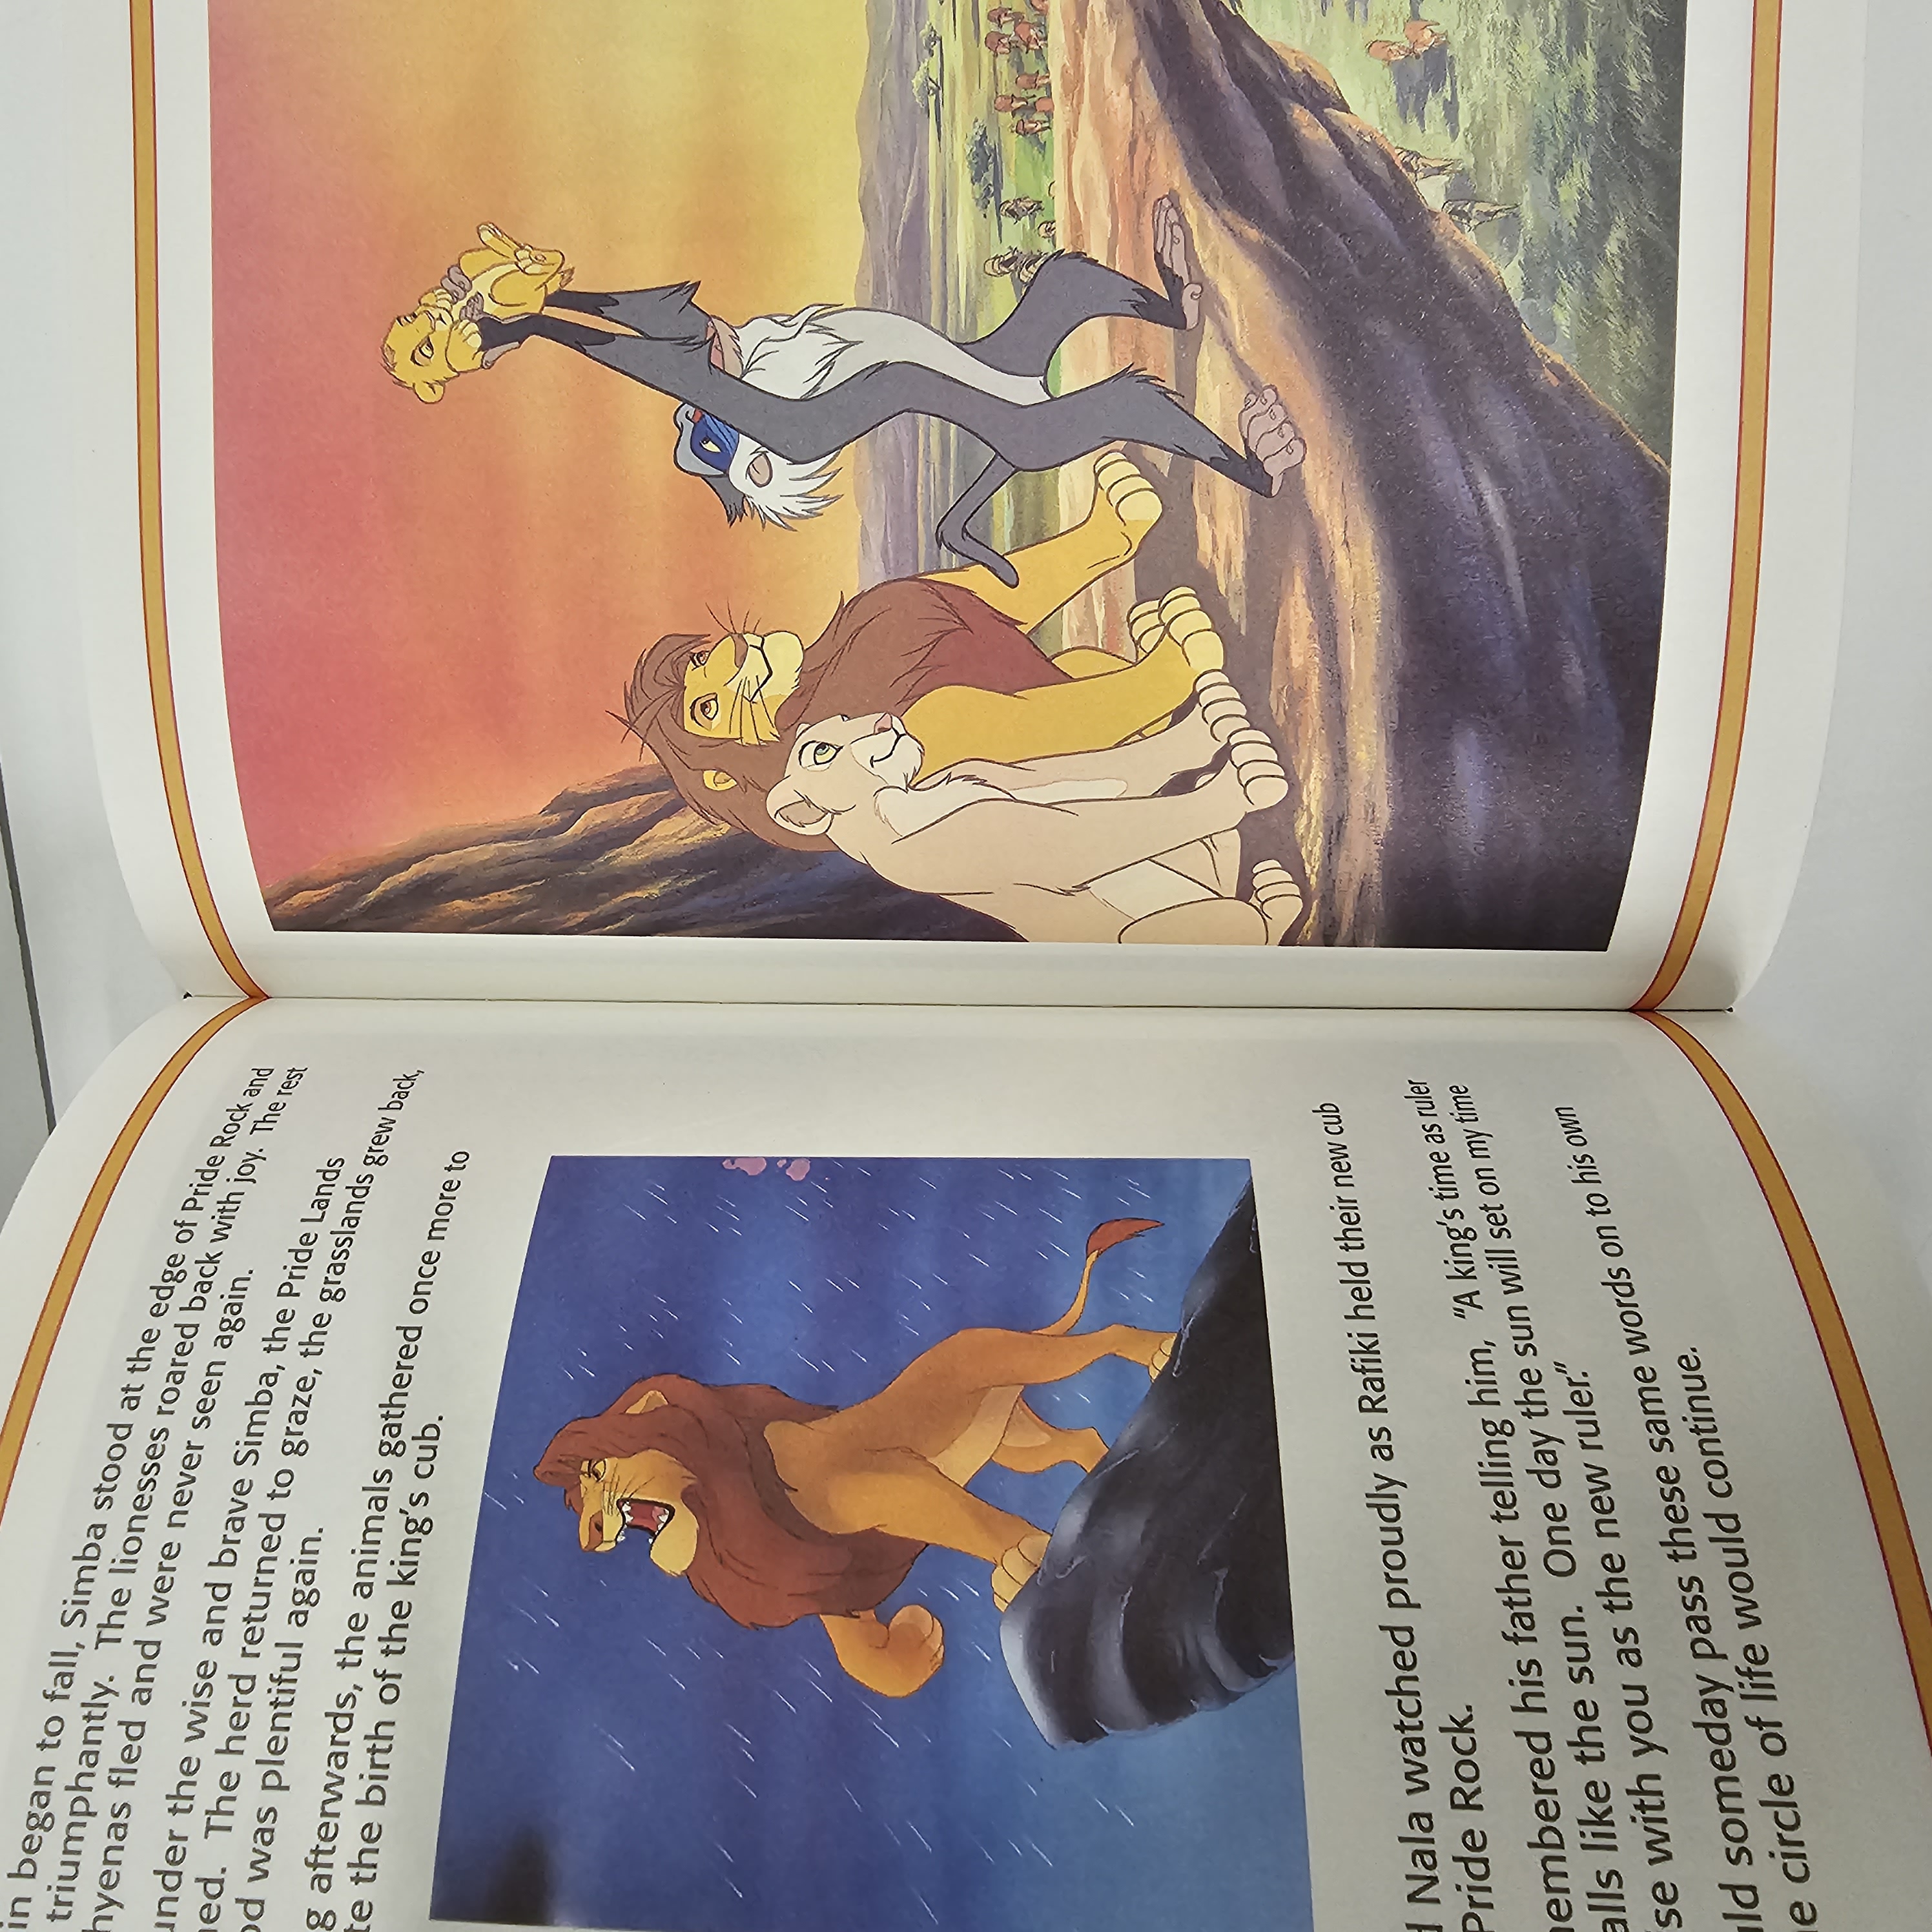 in began to fall, Simba stood at the edge of Pride Rock and
triumphantly. The lionesses roared back with joy. The rest
hyenas fled and were never seen again.
under the wise and brave Simba, the Pride Lands
ed. The herd returned to graze, the grasslands grew back,
od was plentiful again.
g afterwards, the animals gathered once more to
te the birth of the king's cub.
d Nala watched proudly as Rafiki held their new cub
Pride Rock.
membered his father telling him, "A king's time as ruler
alls like the sun. One day the sun will set on my time
se with you as the new ruler."
uld someday pass these same words on to his own
e circle of life would continue.